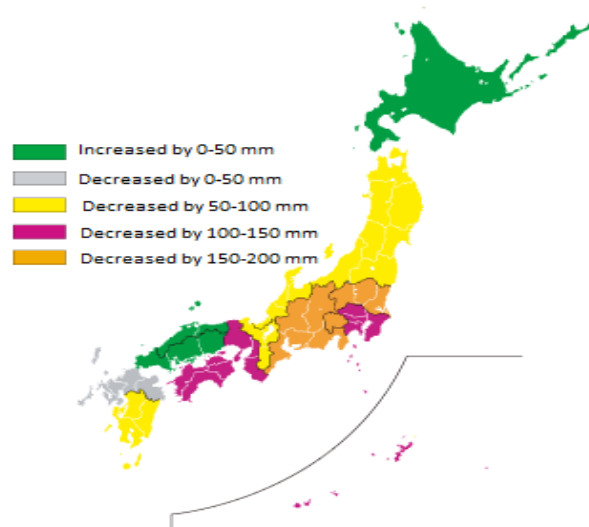 Increased by 0-50 mm
Decreased by 0-50 mm
Decreased by 50-100 mm
Decreased by 100-150 mm
Decreased by 150-200 mm